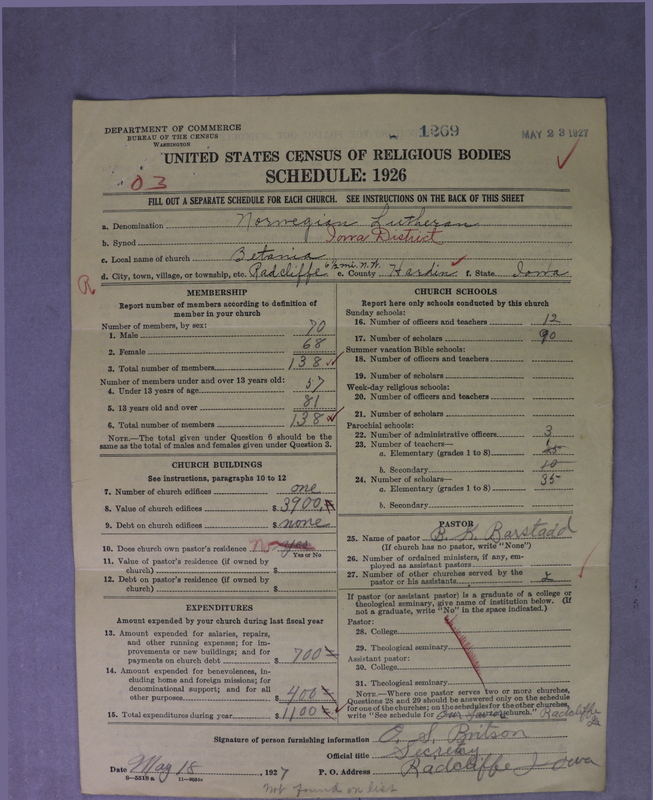 DEPARTMENT OF COMMERCE
BUREAU OF THE CENSUS
WASHINGTON
1269
MAY 23 1927
UNITED STATES CENSUS OF RELIGIOUS BODIES
SCHEDULE: 1926
03
FILL OUT A SEPARATE SCHEDULE FOR EACH CHURCH. SEE INSTRUCTIONS ON THE BACK OF THIS SHEET
a. Denomination Norwegian Lutheran
b. Synod Iowa District
c. Local name of church Betania
d. City, town, village, or township, etc. Radcliffe 6½ mi. N.W. e. County Hardin f. State Iowa
R
MEMBERSHIP
Report number of members according to definition of
member in your church
Number of members, by sex:
1. Male 70
2. Female 68
3. Total number of members 138
Number of members under and over 13 years old:
4. Under 13 years of age 57
5. 13 years old and over 81
6. Total number of members 138
NOTE.—The total given under Question 6 should be the
same as the total of males and females given under Question 3.
CHURCH BUILDINGS
See instructions, paragraphs 10 to 12
7. Number of church edifices one
8. Value of church edifices $ 3900
9. Debt on church edifices $ none
10. Does church own pastor's residence No Yes
Yes or No
11. Value of pastor's residence (if owned by
church) $
12. Debt on pastor's residence (if owned by
church) $
EXPENDITURES
Amount expended by your church during last fiscal year
13. Amount expended for salaries, repairs,
and other running expense; for im-
provements or new buildings; and for
payments on church debt $ 700
14. Amount expended for benevolences, in-
cluding home and foreign missions; for
denominational support; and for all
other purposes $ 400
15. Total expenditures during year $ 1100
CHURCH SCHOOLS
Report here only schools conducted by this church
Sunday schools:
16. Number of officers and teachers 12
17. Number of scholars 90
Summer vacation Bible schools:
18. Number of officers and teachers
19. Number of scholars
Week-day religious schools:
20. Number of officers and teachers
21. Number of scholars
Parochial schools:
22. Number of administrative officers 3
23. Number of teachers—
a. Elementary (grades 1 to 8)
b. Secondary 10
24. Number of scholars—
a. Elementary (grades 1 to 8) 35
b. Secondary
PASTOR
25. Name of pastor B. K. Barstadd
(If church has no pastor, write "None")
26. Number of ordained ministers, if any, em-
ployed as assistant pastors
27. Number of other churches served by the
pastor or his assistants 2
If pastor (or assistant pastor) is a graduate of a college or
theological seminary, give name of institution below. (If
not a graduate, write "No" in the space indicated.)
Pastor:
28. College
29. Theological seminary
Assistant pastor:
30. College
31. Theological seminary
NOTE.—Where one pastor serves two or more churches,
Questions 28 and 29 should be answered only on the schedule
for one of the churches; on the schedules for the other churches,
write "See schedule for Our Saviors church." Radcliffe Ia
Signature of person furnishing information O. S. Britson
Official title Secretay
Date May 18, 1927 P. O. Address Radcliffe Iowa
8—5518 a
Not found on list